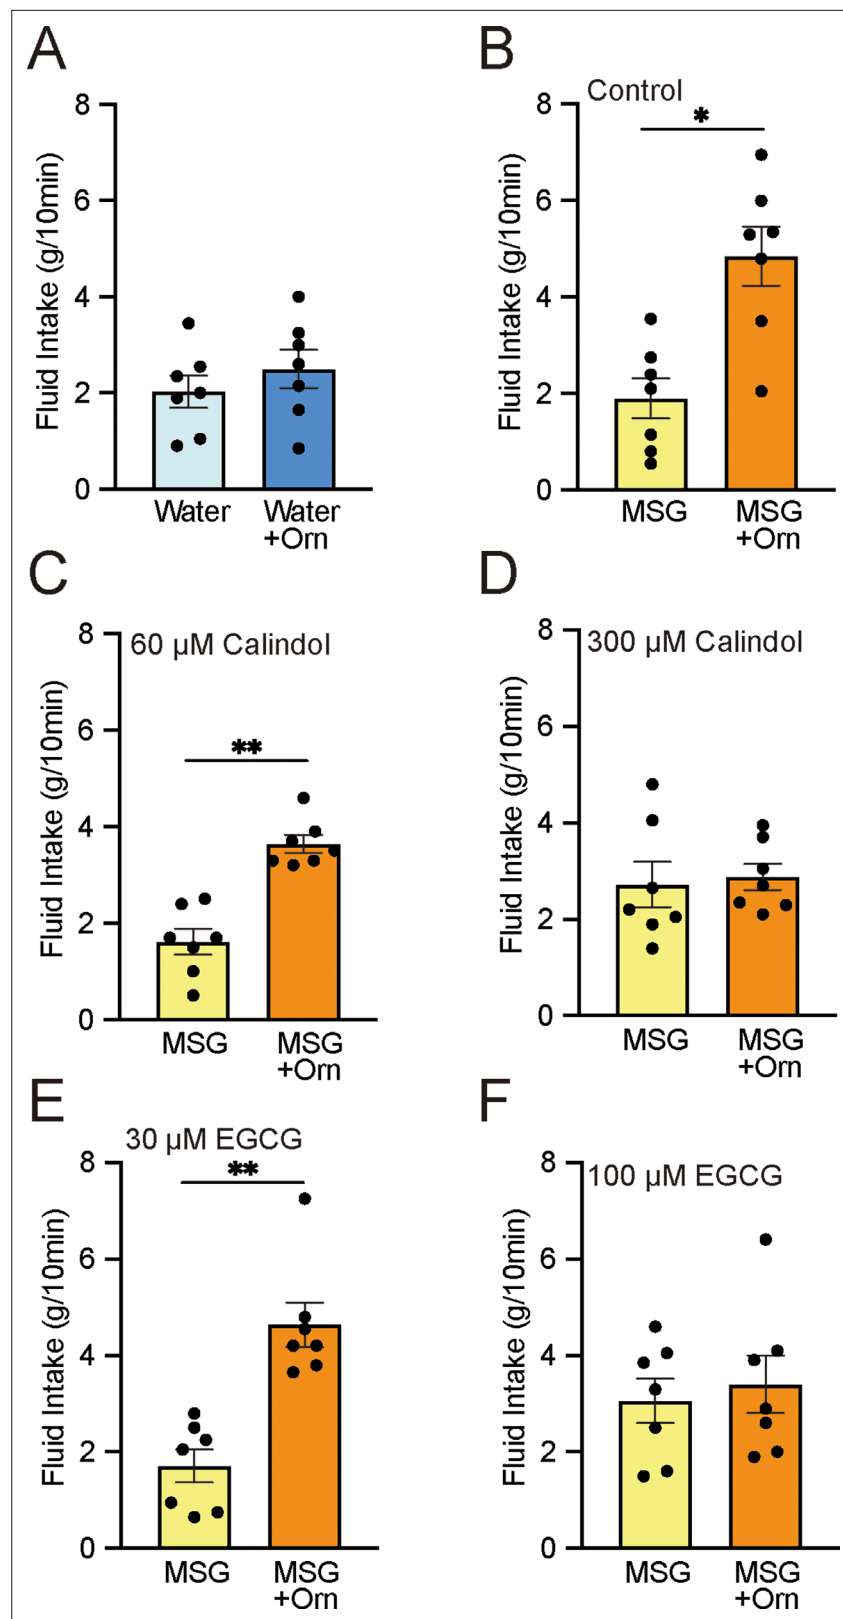 A
Fluid Intake (g/10min)
8
6
4
2
0
Water
Water
+Orn
B
Control
*
Fluid Intake (g/10min)
8
6
4
2
0
MSG
MSG
+Orn
C
60 µM Calindol
**
Fluid Intake (g/10min)
8
6
4
2
0
MSG
MSG
+Orn
D
300 µM Calindol
Fluid Intake (g/10min)
8
6
4
2
0
MSG
MSG
+Orn
E
30 µM EGCG
**
Fluid Intake (g/10min)
8
6
4
2
0
MSG
MSG
+Orn
F
100 µM EGCG
Fluid Intake (g/10min)
8
6
4
2
0
MSG
MSG
+Orn